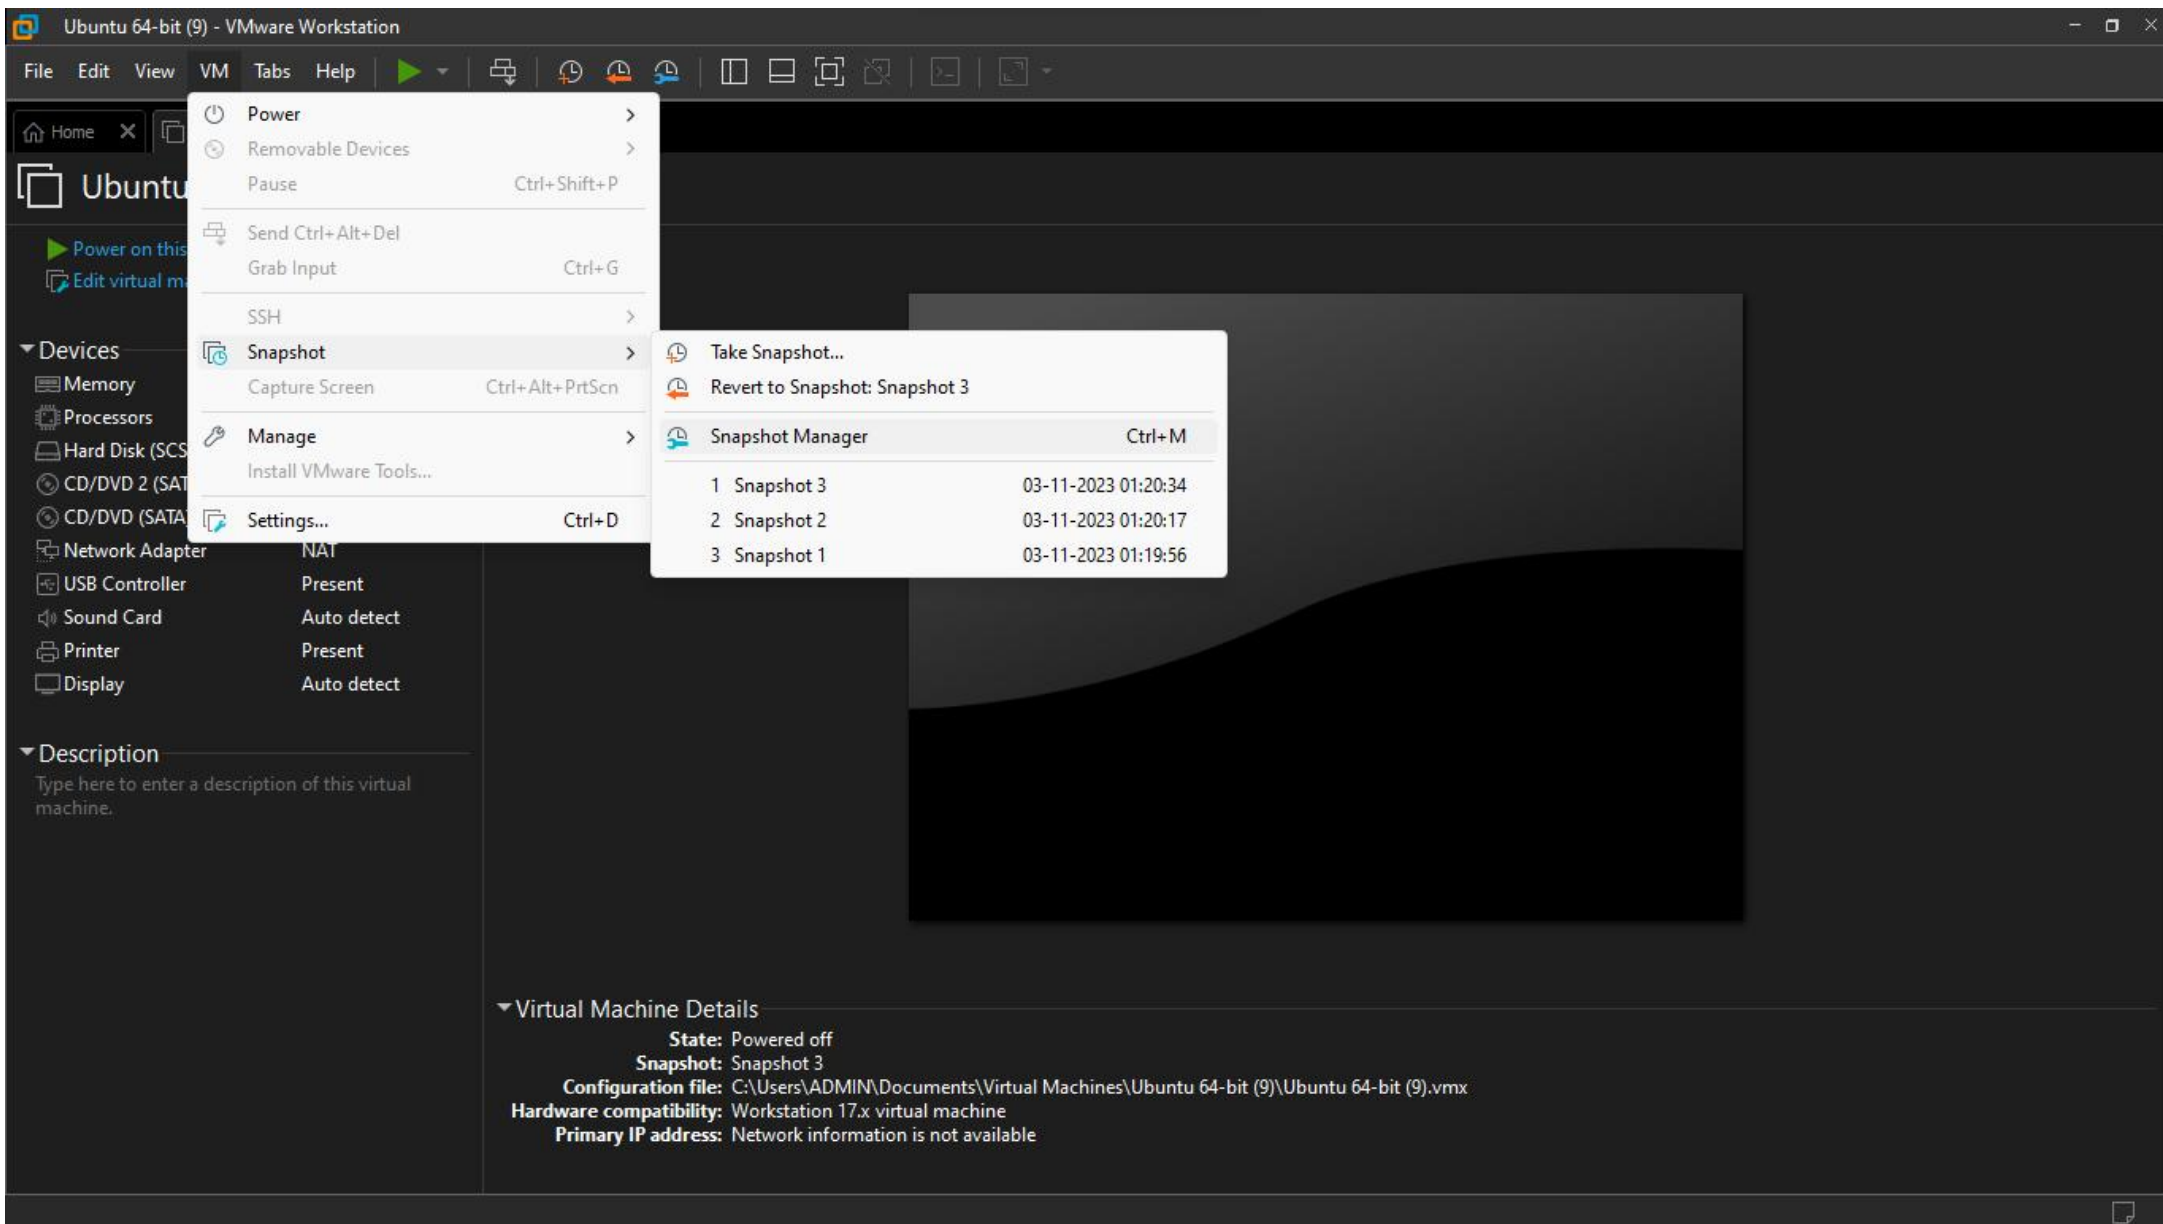 Ubuntu 64-bit (9) - VMware Workstation
File Edit View VM Tabs Help
Home
Ubuntu
Power on this
Edit virtual ma
Power
Removable Devices
Pause Ctrl+Shift+P
Send Ctrl+Alt+Del
Grab Input Ctrl+G
SSH
Snapshot
Capture Screen Ctrl+Alt+PrtScn
Manage
Install VMware Tools...
Settings... Ctrl+D
Take Snapshot...
Revert to Snapshot: Snapshot 3
Snapshot Manager Ctrl+M
1 Snapshot 3 03-11-2023 01:20:34
2 Snapshot 2 03-11-2023 01:20:17
3 Snapshot 1 03-11-2023 01:19:56
Devices
Memory
Processors
Hard Disk (SCS
CD/DVD 2 (SAT
CD/DVD (SATA)
Network Adapter NAT
USB Controller Present
Sound Card Auto detect
Printer Present
Display Auto detect
Description
Type here to enter a description of this virtual
machine.
Virtual Machine Details
State: Powered off
Snapshot: Snapshot 3
Configuration file: C:\Users\ADMIN\Documents\Virtual Machines\Ubuntu 64-bit (9)\Ubuntu 64-bit (9).vmx
Hardware compatibility: Workstation 17.x virtual machine
Primary IP address: Network information is not available